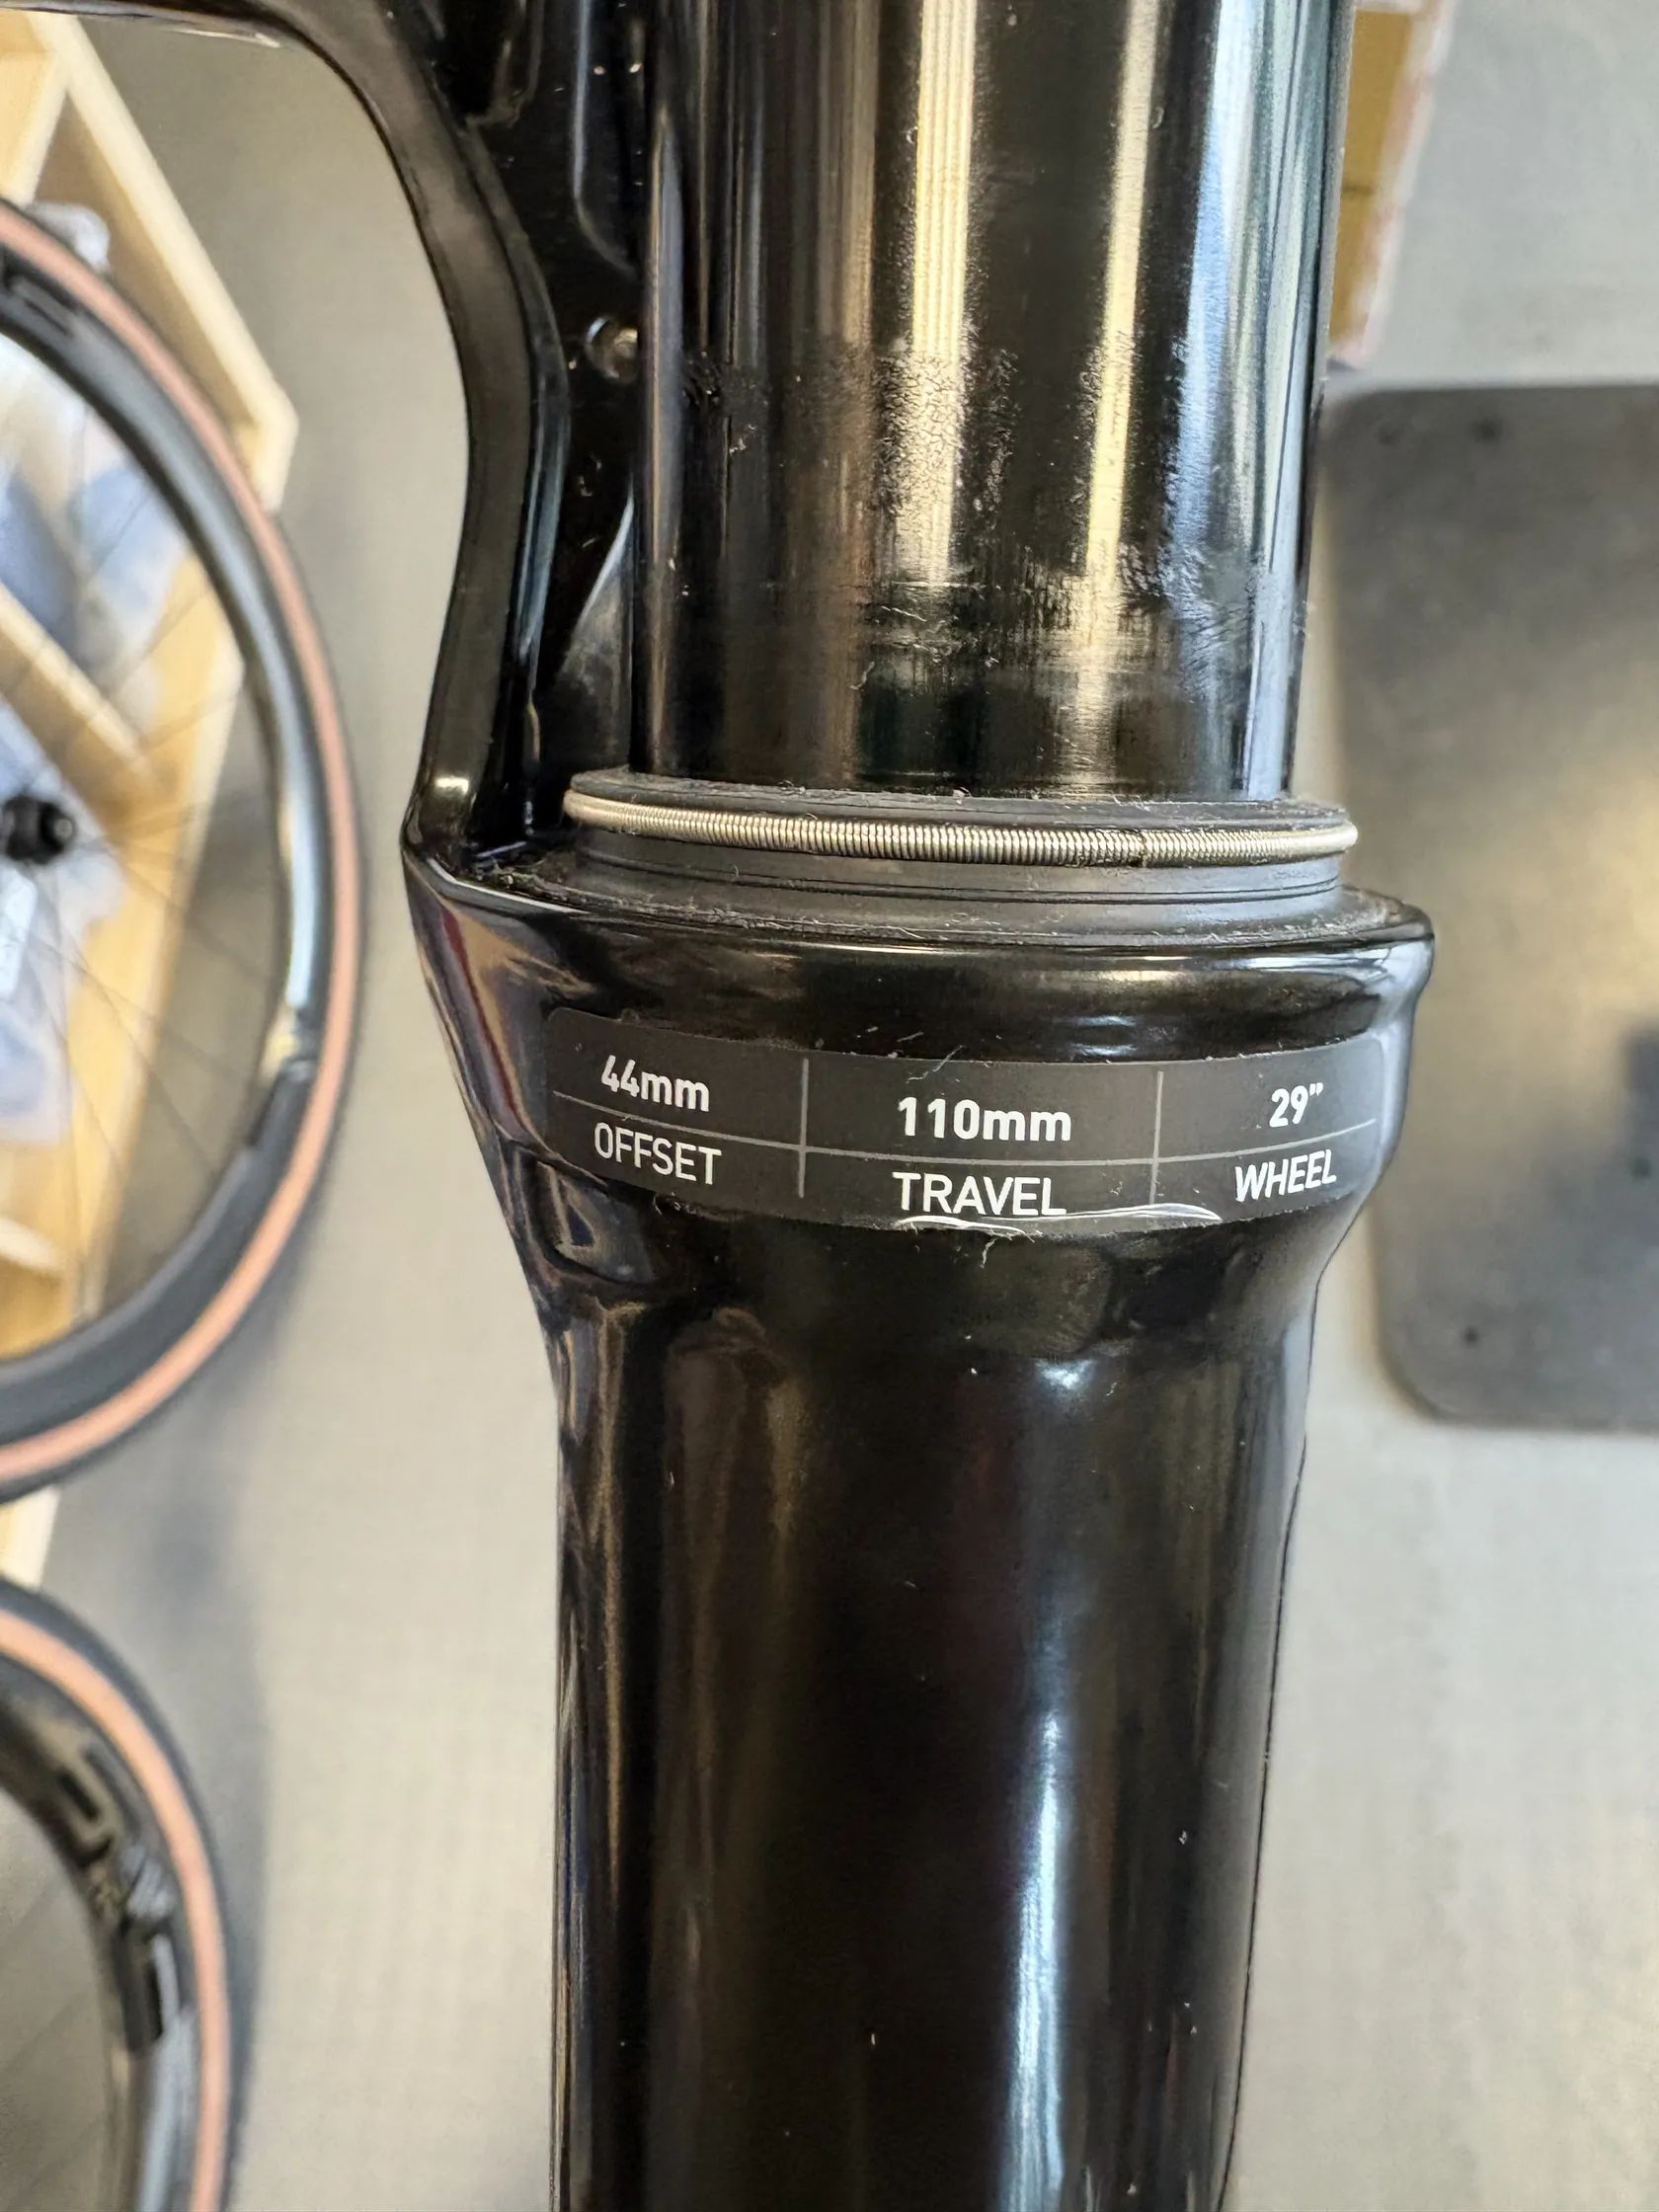 44mm 110mm 29"
OFFSET TRAVEL WHEEL